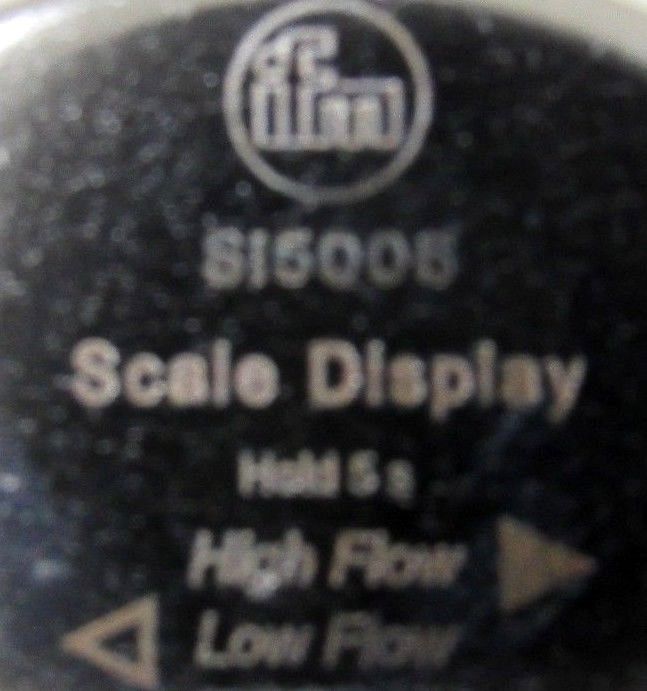 ifm
SI5005
Scale Display
Hold 5 s
High Flow
Low Flow